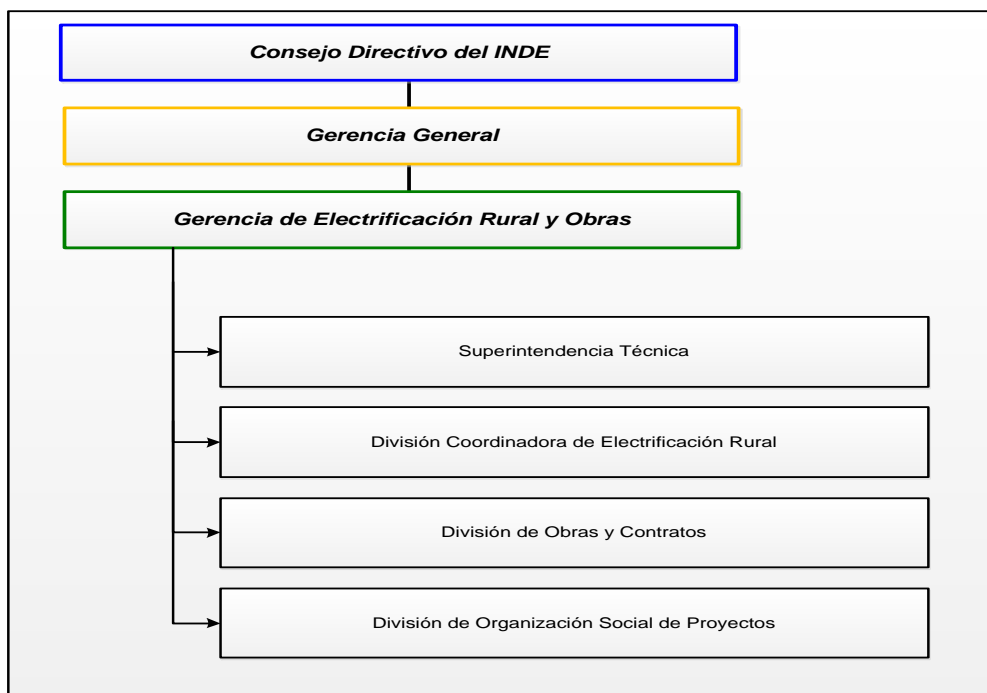 Consejo Directivo del INDE
Gerencia General
Gerencia de Electrificación Rural y Obras
Superintendencia Técnica
División Coordinadora de Electrificación Rural
División de Obras y Contratos
División de Organización Social de Proyectos